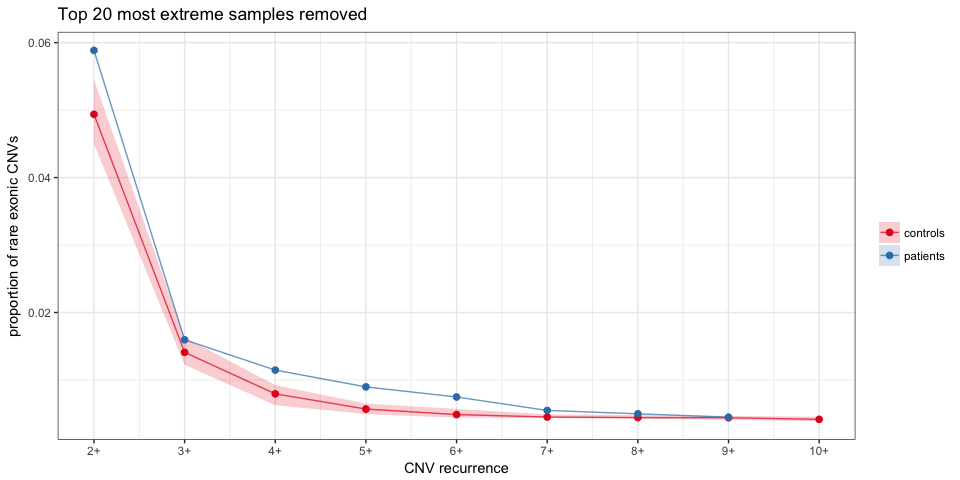 Top 20 most extreme samples removed
proportion of rare exonic CNVs
0.06
0.04
0.02
2+ 3+ 4+ 5+ 6+ 7+ 8+ 9+ 10+
CNV recurrence
controls
patients